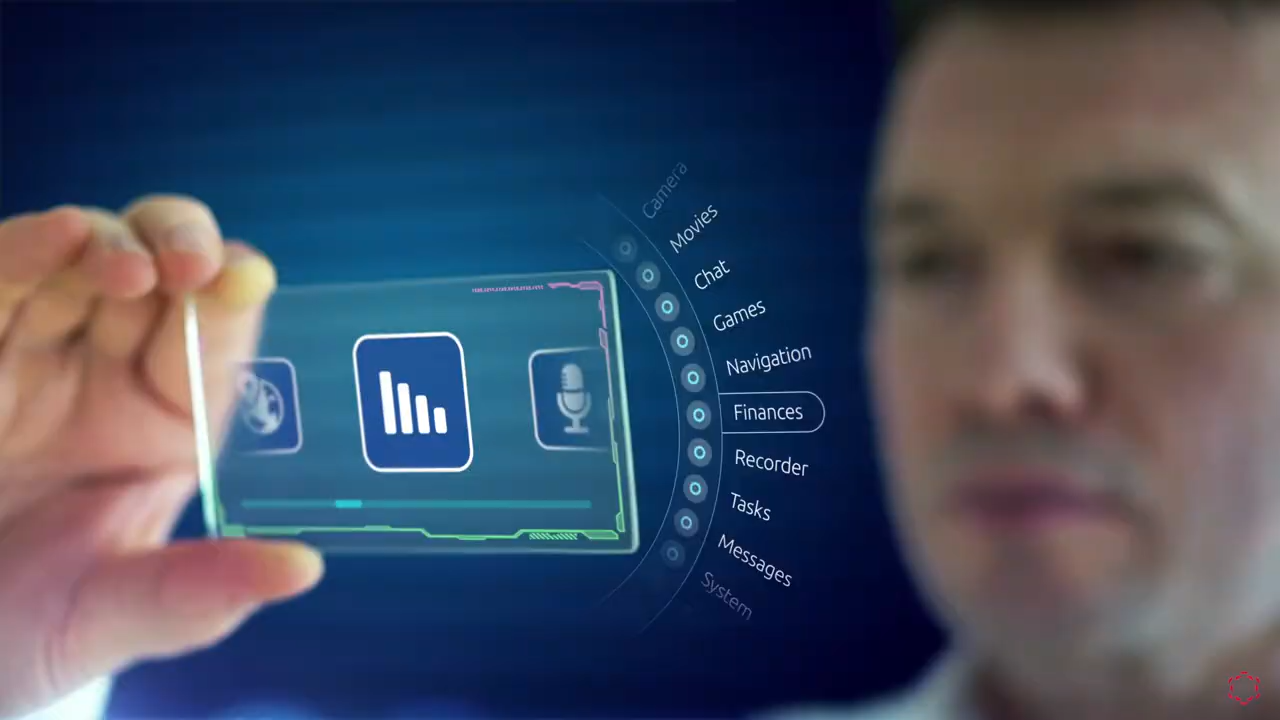 Camera
Movies
Chat
Games
Navigation
Finances
Recorder
Tasks
Messages
System